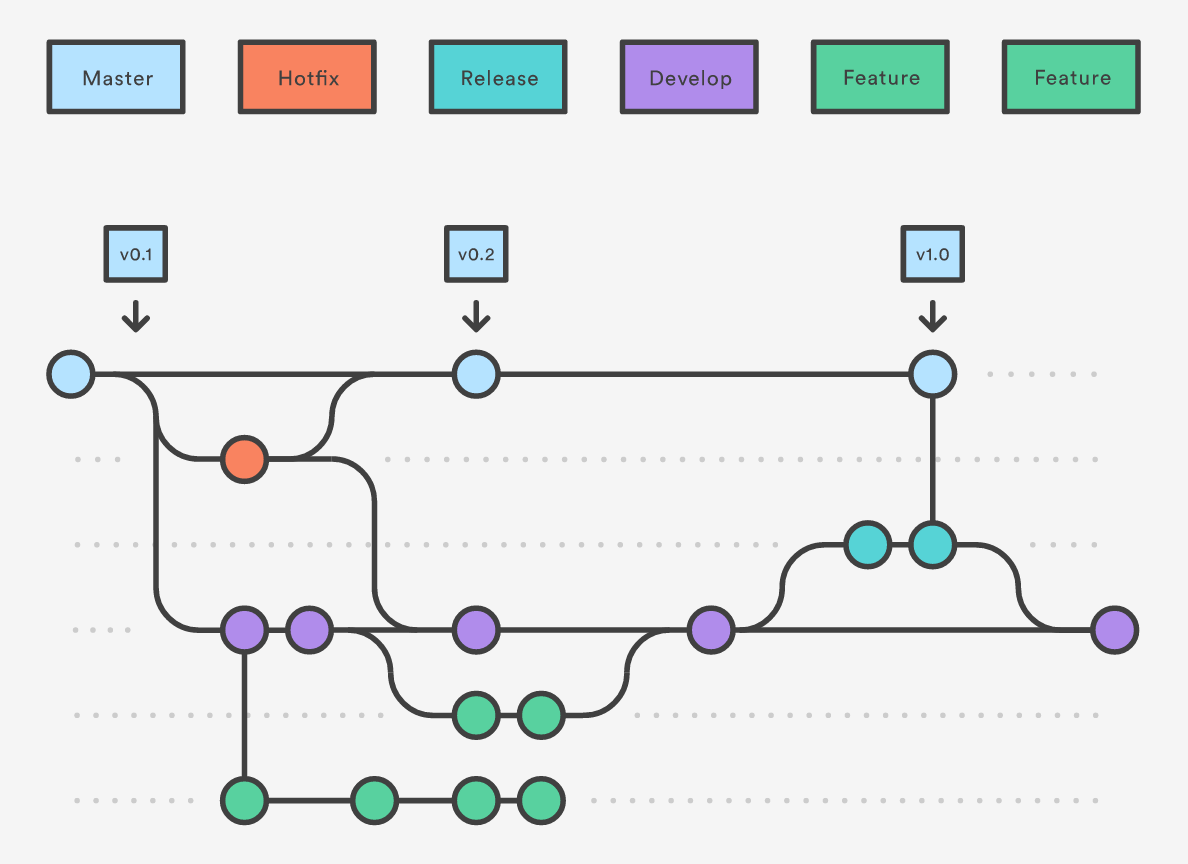 Master
Hotfix
Release
Develop
Feature
Feature
v0.1
v0.2
v1.0